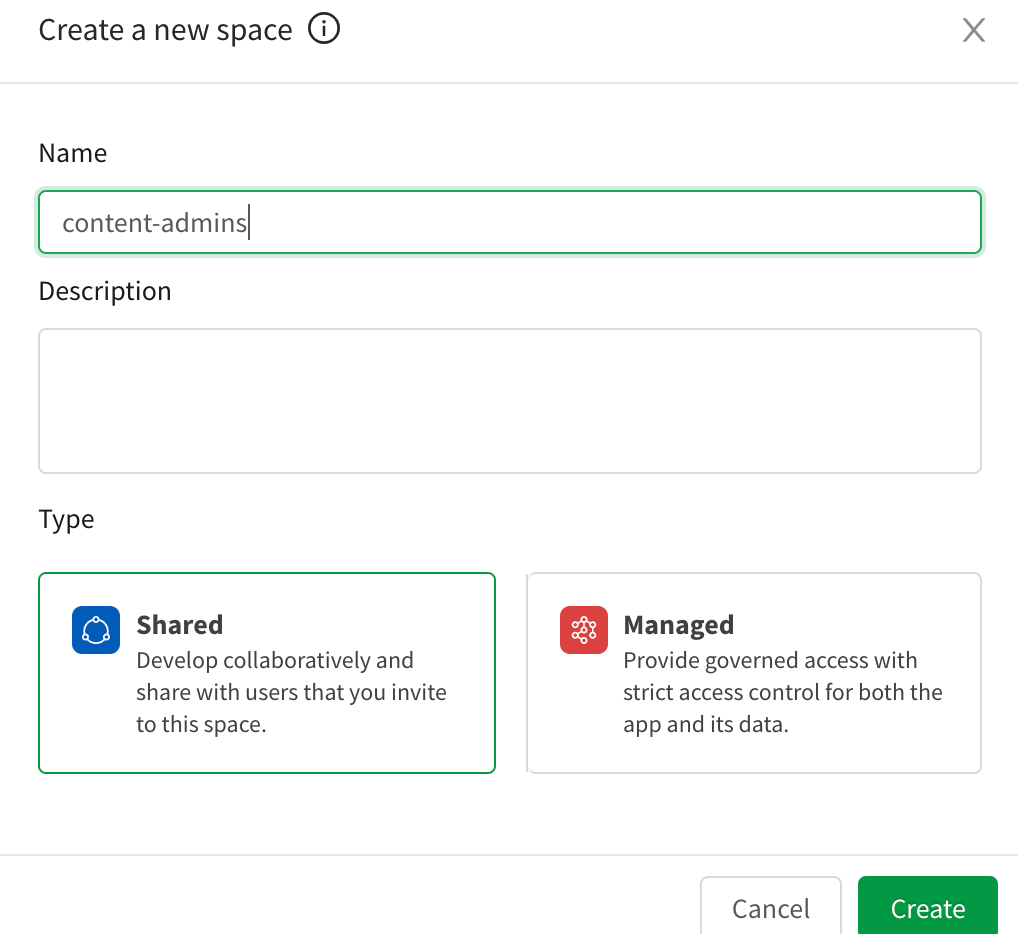 Create a new space
Name
content-admins
Description
Type
Shared
Develop collaboratively and
share with users that you invite
to this space.
Managed
Provide governed access with
strict access control for both the
app and its data.
Cancel
Create